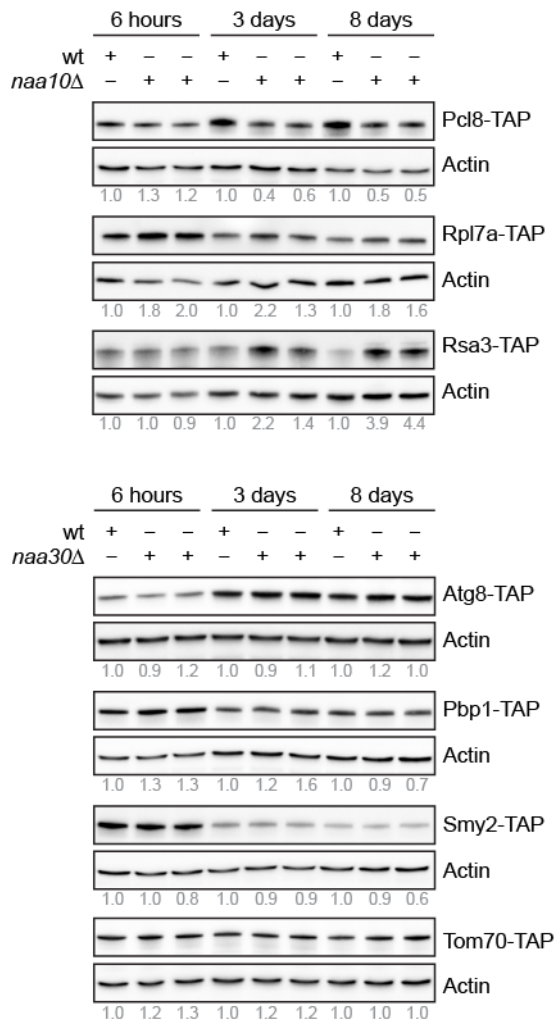 6 hours 3 days 8 days
wt + – – + – – + – –
naa10Δ – + + – + + – + +
Pcl8-TAP
Actin
1.0 1.3 1.2 1.0 0.4 0.6 1.0 0.5 0.5
Rpl7a-TAP
Actin
1.0 1.8 2.0 1.0 2.2 1.3 1.0 1.8 1.6
Rsa3-TAP
Actin
1.0 1.0 0.9 1.0 2.2 1.4 1.0 3.9 4.4
6 hours 3 days 8 days
wt + – – + – – + – –
naa30Δ – + + – + + – + +
Atg8-TAP
Actin
1.0 0.9 1.2 1.0 0.9 1.1 1.0 1.2 1.0
Pbp1-TAP
Actin
1.0 1.3 1.3 1.0 1.2 1.6 1.0 0.9 0.7
Smy2-TAP
Actin
1.0 1.0 0.8 1.0 0.9 0.9 1.0 0.9 0.6
Tom70-TAP
Actin
1.0 1.2 1.3 1.0 1.2 1.2 1.0 1.0 1.0